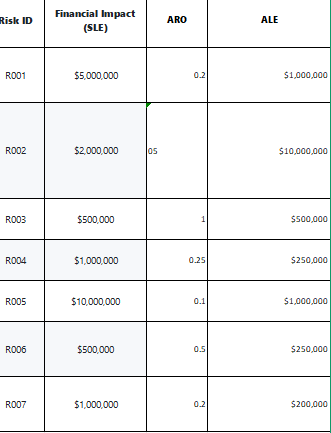 Risk ID Financial Impact (SLE) ARO ALE
R001 $5,000,000 0.2 $1,000,000
R002 $2,000,000 05 $10,000,000
R003 $500,000 1 $500,000
R004 $1,000,000 0.25 $250,000
R005 $10,000,000 0.1 $1,000,000
R006 $500,000 0.5 $250,000
R007 $1,000,000 0.2 $200,000